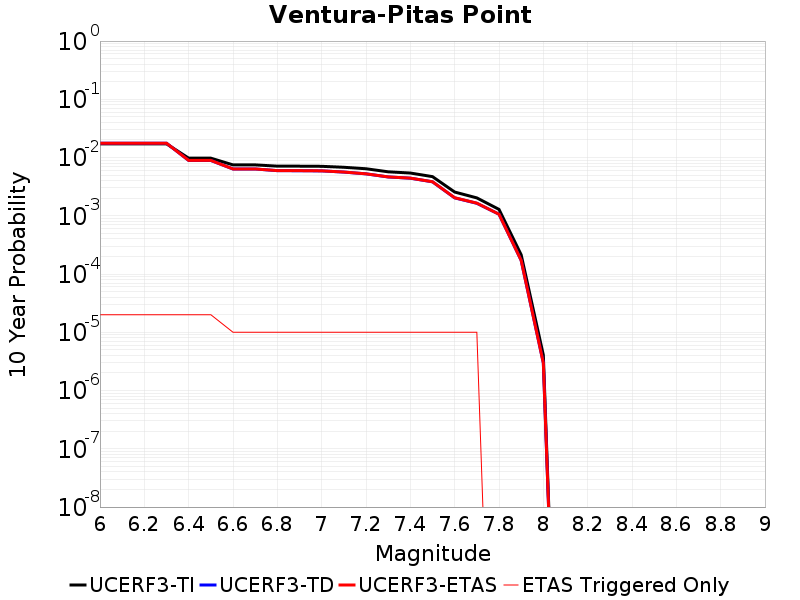 Ventura-Pitas Point
10 Year Probability
10^0
10^-1
10^-2
10^-3
10^-4
10^-5
10^-6
10^-7
10^-8
6 6.2 6.4 6.6 6.8 7 7.2 7.4 7.6 7.8 8 8.2 8.4 8.6 8.8 9
Magnitude
UCERF3-TI UCERF3-TD UCERF3-ETAS ETAS Triggered Only